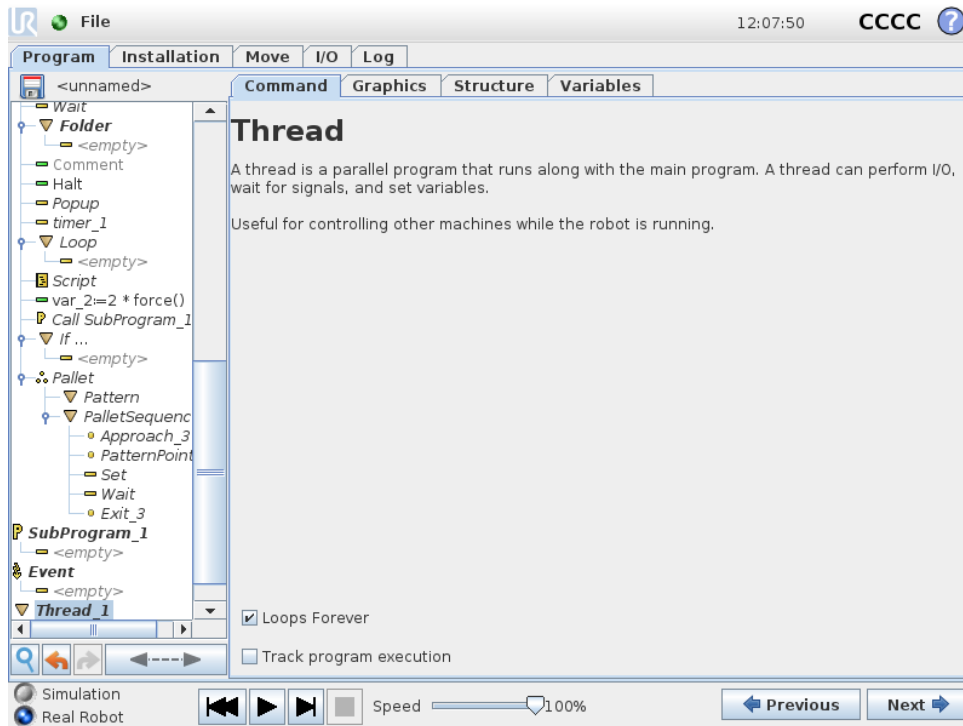 UR File 12:07:50 CCCC ?
Program Installation Move I/O Log
<unnamed> Command Graphics Structure Variables
Wait
Folder
<empty>
Comment
Halt
Popup
timer_1
Loop
<empty>
Script
var_2:=2 * force()
Call SubProgram_1
If ...
<empty>
Pallet
Pattern
PalletSequenc
Approach_3
PatternPoint
Set
Wait
Exit_3
P SubProgram_1
<empty>
Event
<empty>
Thread_1
Thread
A thread is a parallel program that runs along with the main program. A thread can perform I/O,
wait for signals, and set variables.
Useful for controlling other machines while the robot is running.
Loops Forever
Track program execution
Simulation
Real Robot
Speed 100%
Previous Next